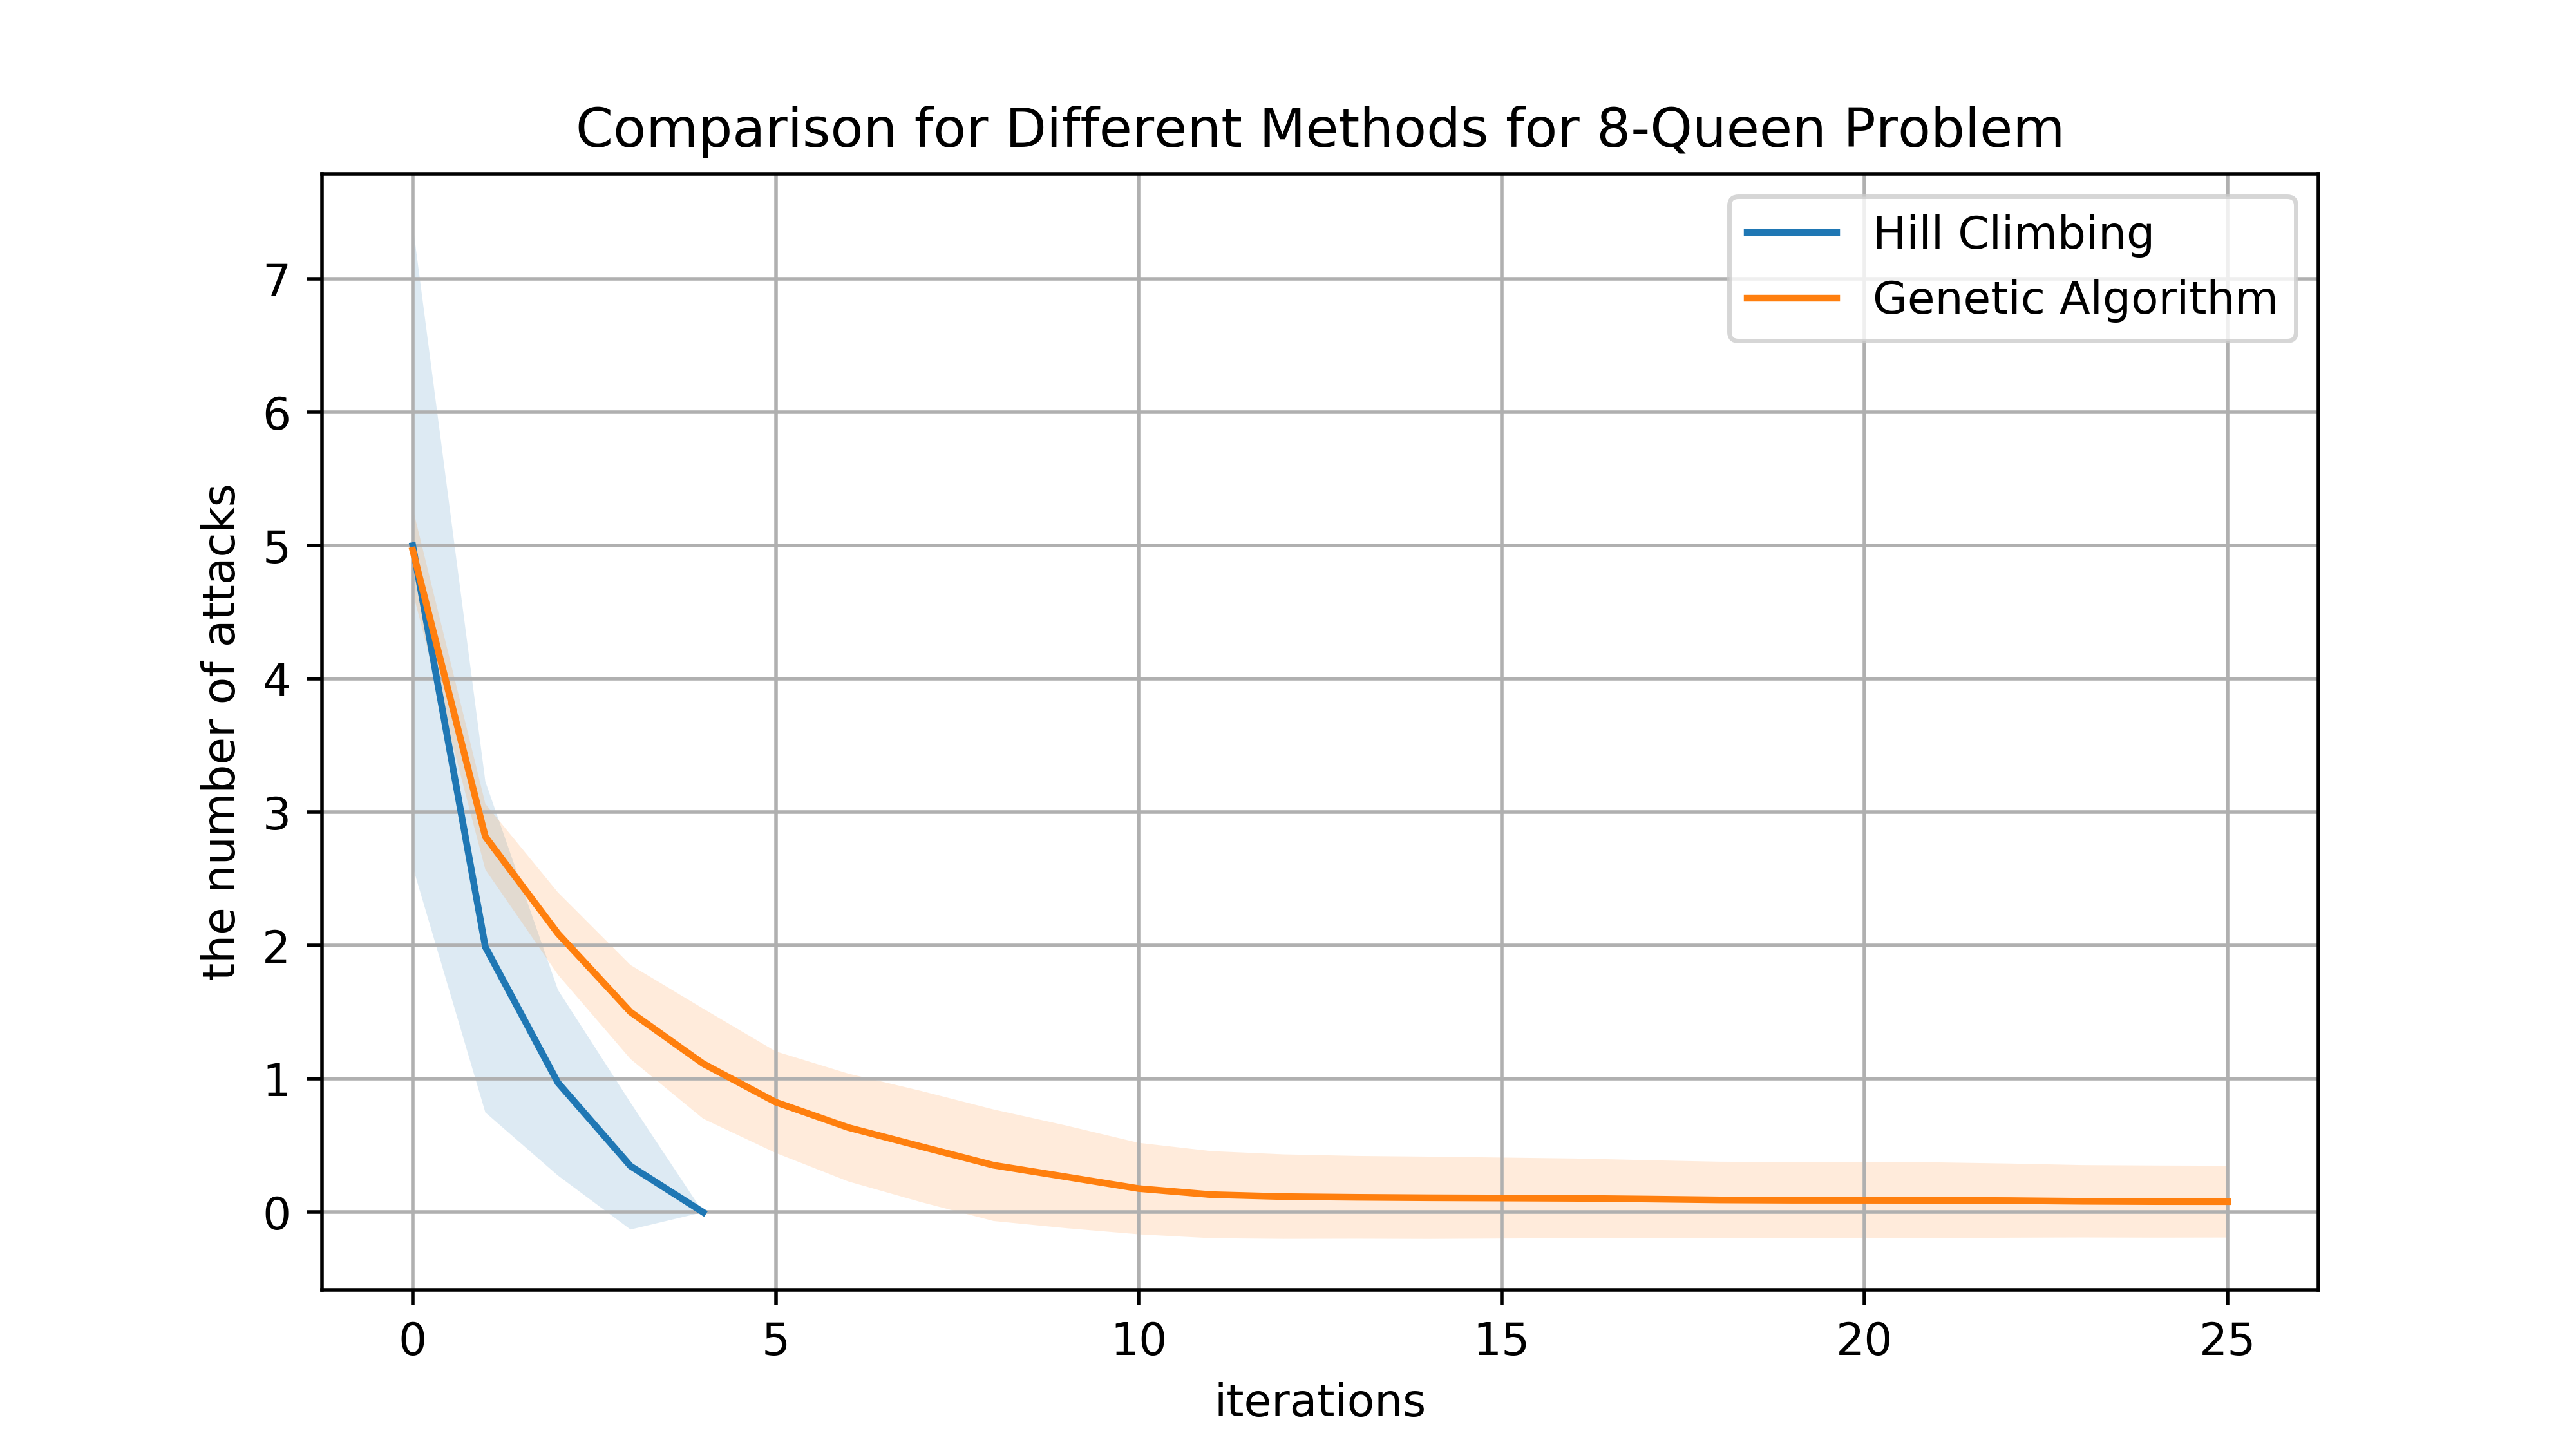 Comparison for Different Methods for 8-Queen Problem
Hill Climbing
Genetic Algorithm
the number of attacks
7
6
5
4
3
2
1
0
0 5 10 15 20 25
iterations